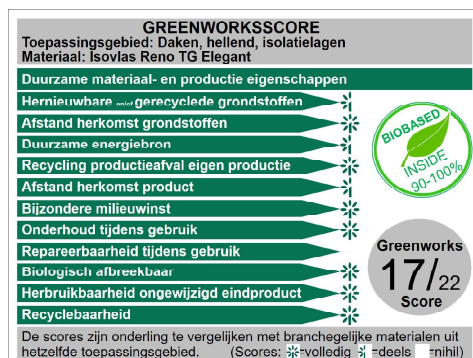 GREENWORKSSCORE
Toepassingsgebied: Daken, hellend, isolatielagen
Materiaal: Isovlas Reno TG Elegant
Duurzame materiaal- en productie eigenschappen
Hernieuwbare en/of gerecyclede grondstoffen
Afstand herkomst grondstoffen
Duurzame energiebron
Recycling productieafval eigen productie
Afstand herkomst product
Bijzondere milieuwinst
Onderhoud tijdens gebruik
Repareerbaarheid tijdens gebruik
Biologisch afbreekbaar
Herbruikbaarheid ongewijzigd eindproduct
Recyclebaarheid
BIOBASED
INSIDE
90-100%
Greenworks
17/22
Score
De scores zijn onderling te vergelijken met branchegelijke materialen uit
hetzelfde toepassingsgebied. (Scores: =volledig =deels =nihil)